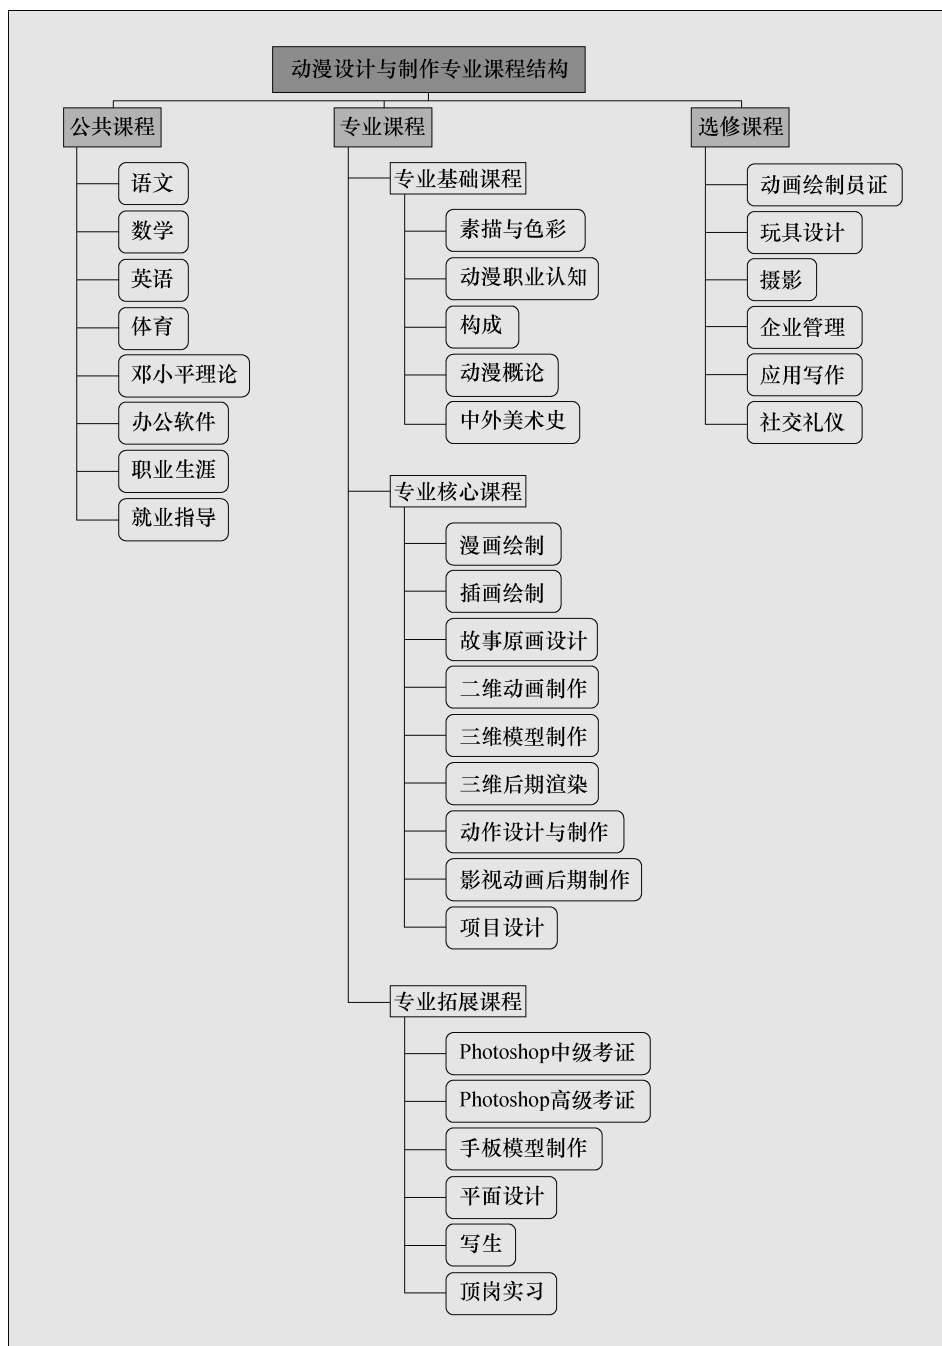 动漫设计与制作专业课程结构
公共课程
语文
数学
英语
体育
邓小平理论
办公软件
职业生涯
就业指导
专业课程
专业基础课程
素描与色彩
动漫职业认知
构成
动漫概论
中外美术史
专业核心课程
漫画绘制
插画绘制
故事原画设计
二维动画制作
三维模型制作
三维后期渲染
动作设计与制作
影视动画后期制作
项目设计
专业拓展课程
Photoshop中级考证
Photoshop高级考证
手板模型制作
平面设计
写生
顶岗实习
选修课程
动画绘制员证
玩具设计
摄影
企业管理
应用写作
社交礼仪